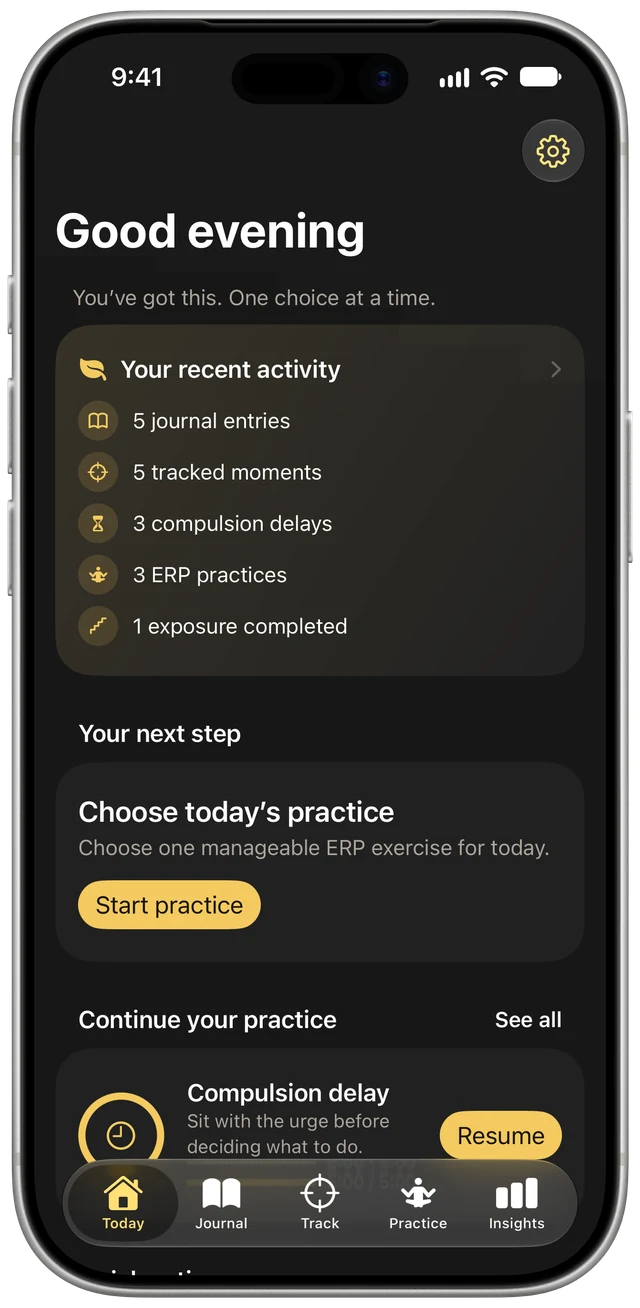 9:41
Good evening
You’ve got this. One choice at a time.
Your recent activity
5 journal entries
5 tracked moments
3 compulsion delays
3 ERP practices
1 exposure completed
Your next step
Choose today’s practice
Choose one manageable ERP exercise for today.
Start practice
Continue your practice
See all
Compulsion delay
Sit with the urge before
deciding what to do.
Resume
Today
Journal
Track
Practice
Insights